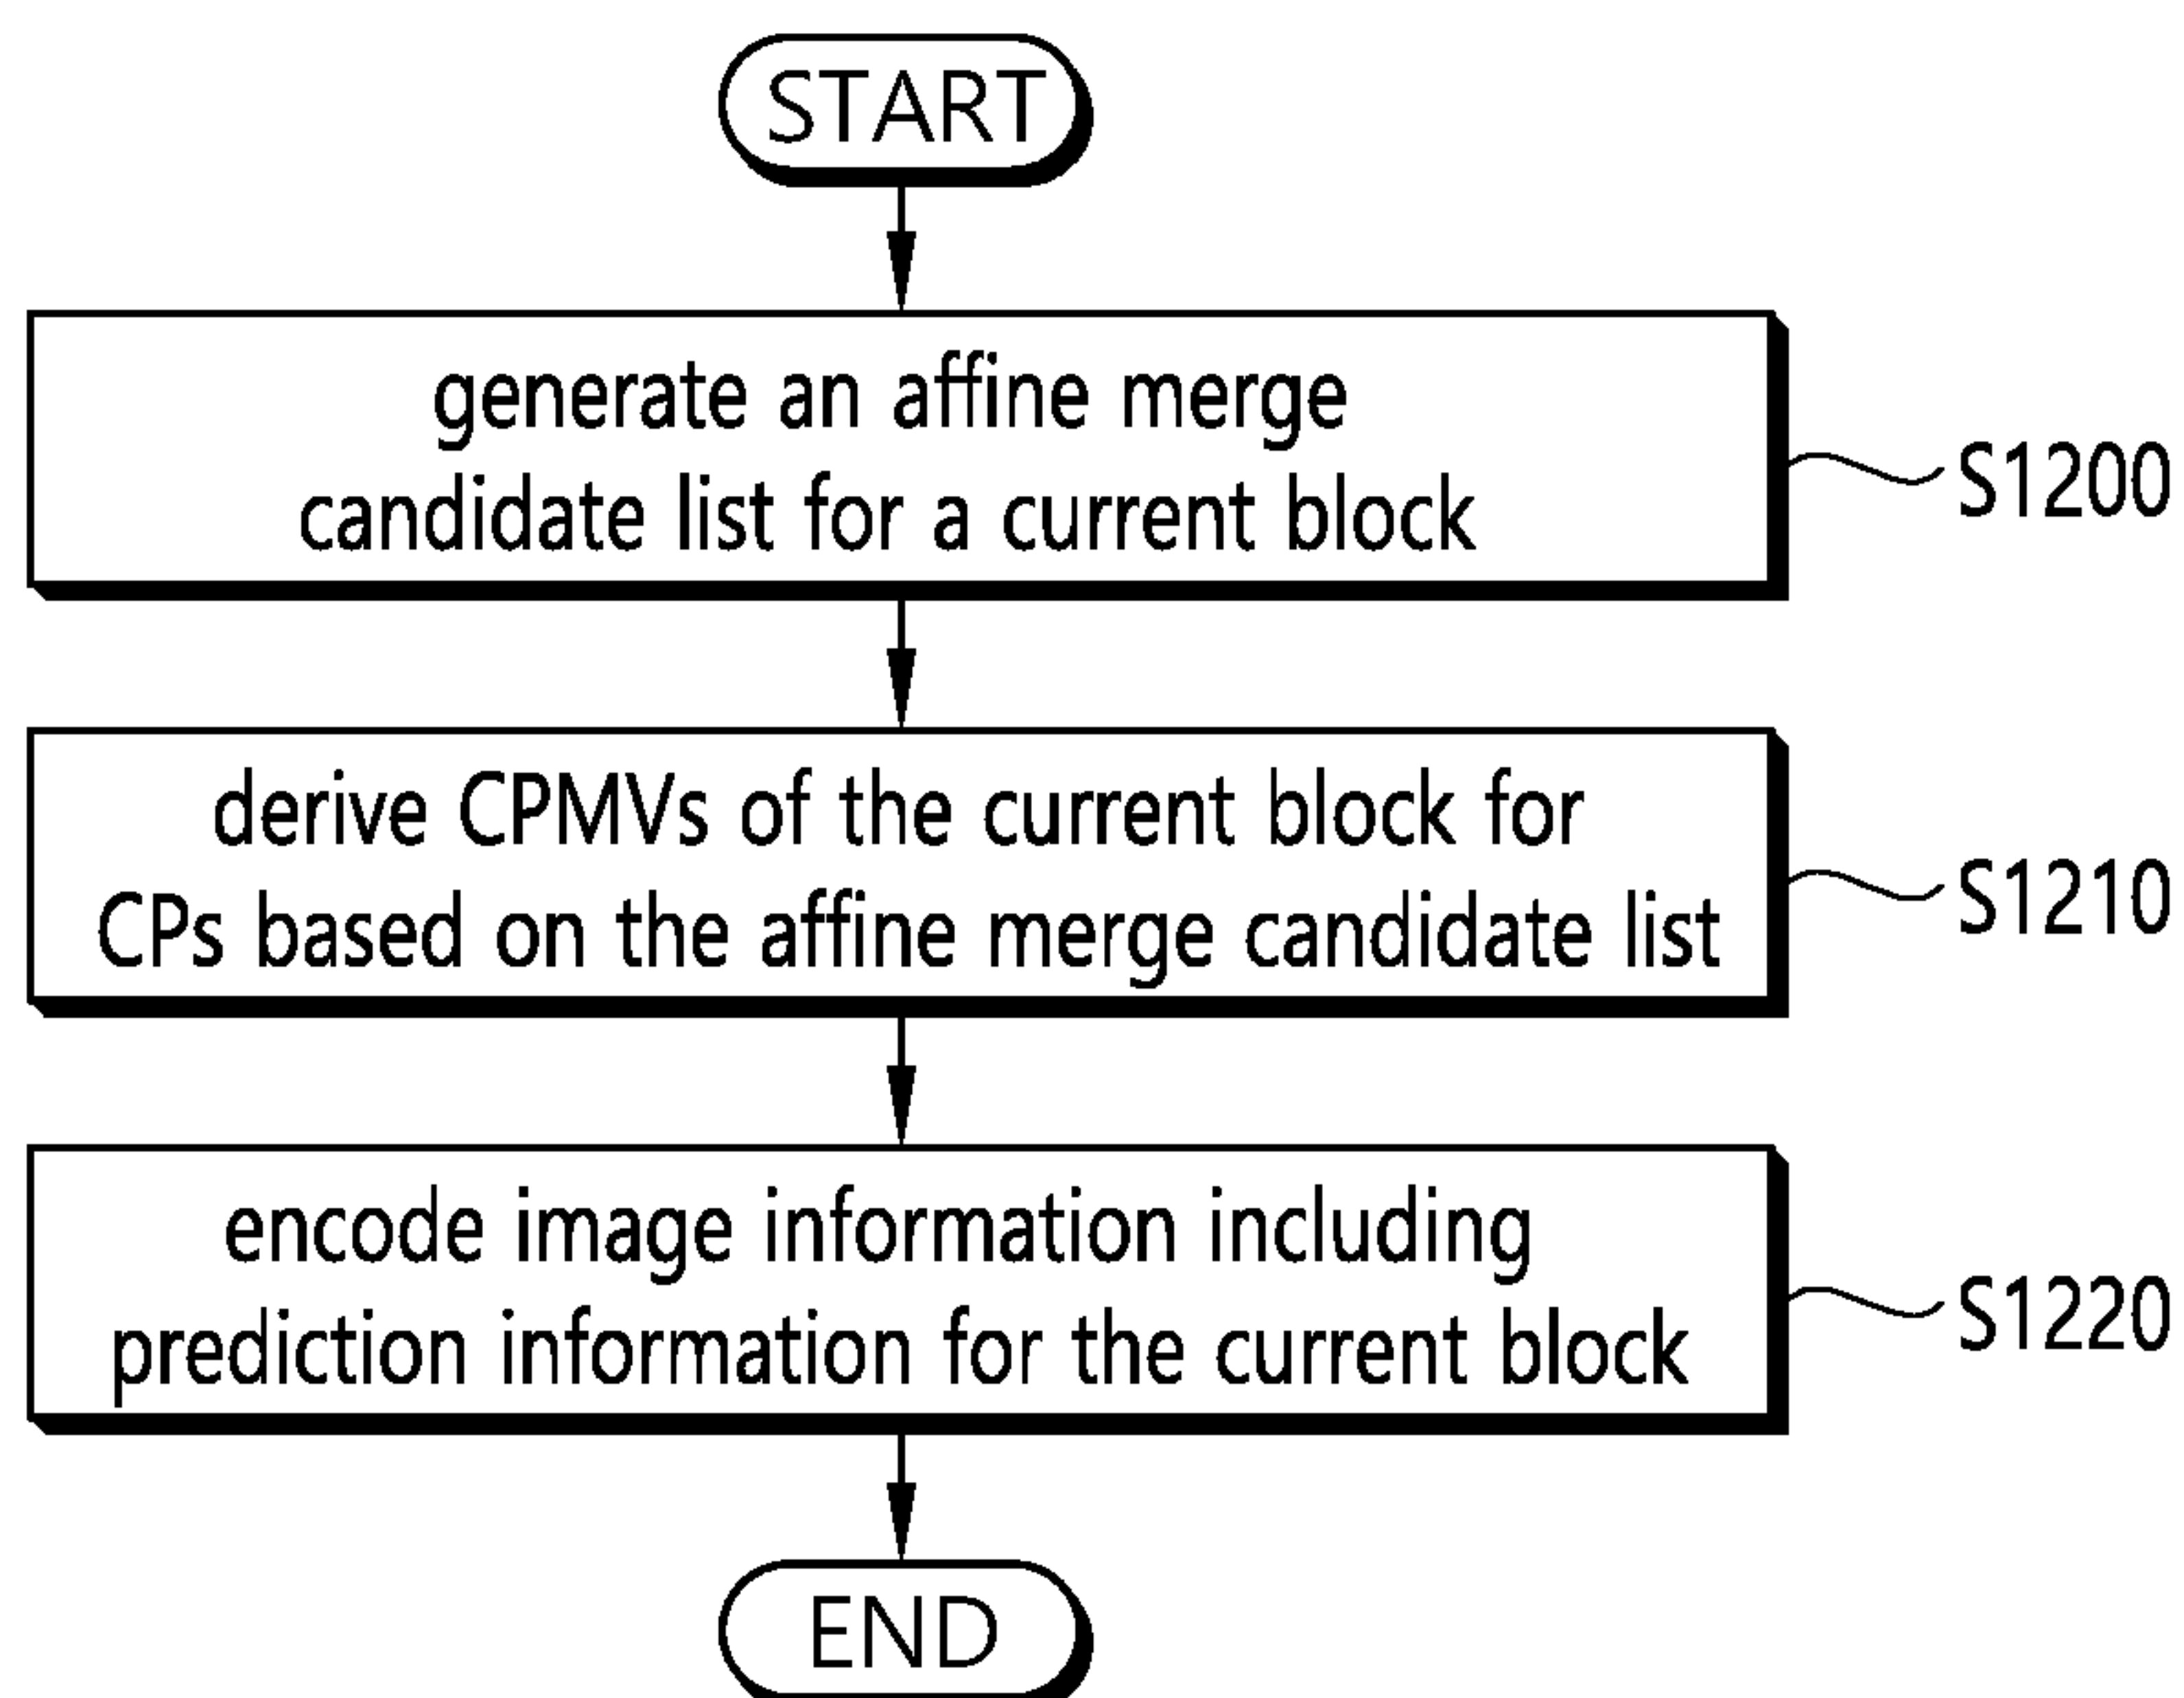 START
generate an affine merge
candidate list for a current block
S1200
derive CPMVs of the current block for
CPs based on the affine merge candidate list
S1210
encode image information including
prediction information for the current block
S1220
END